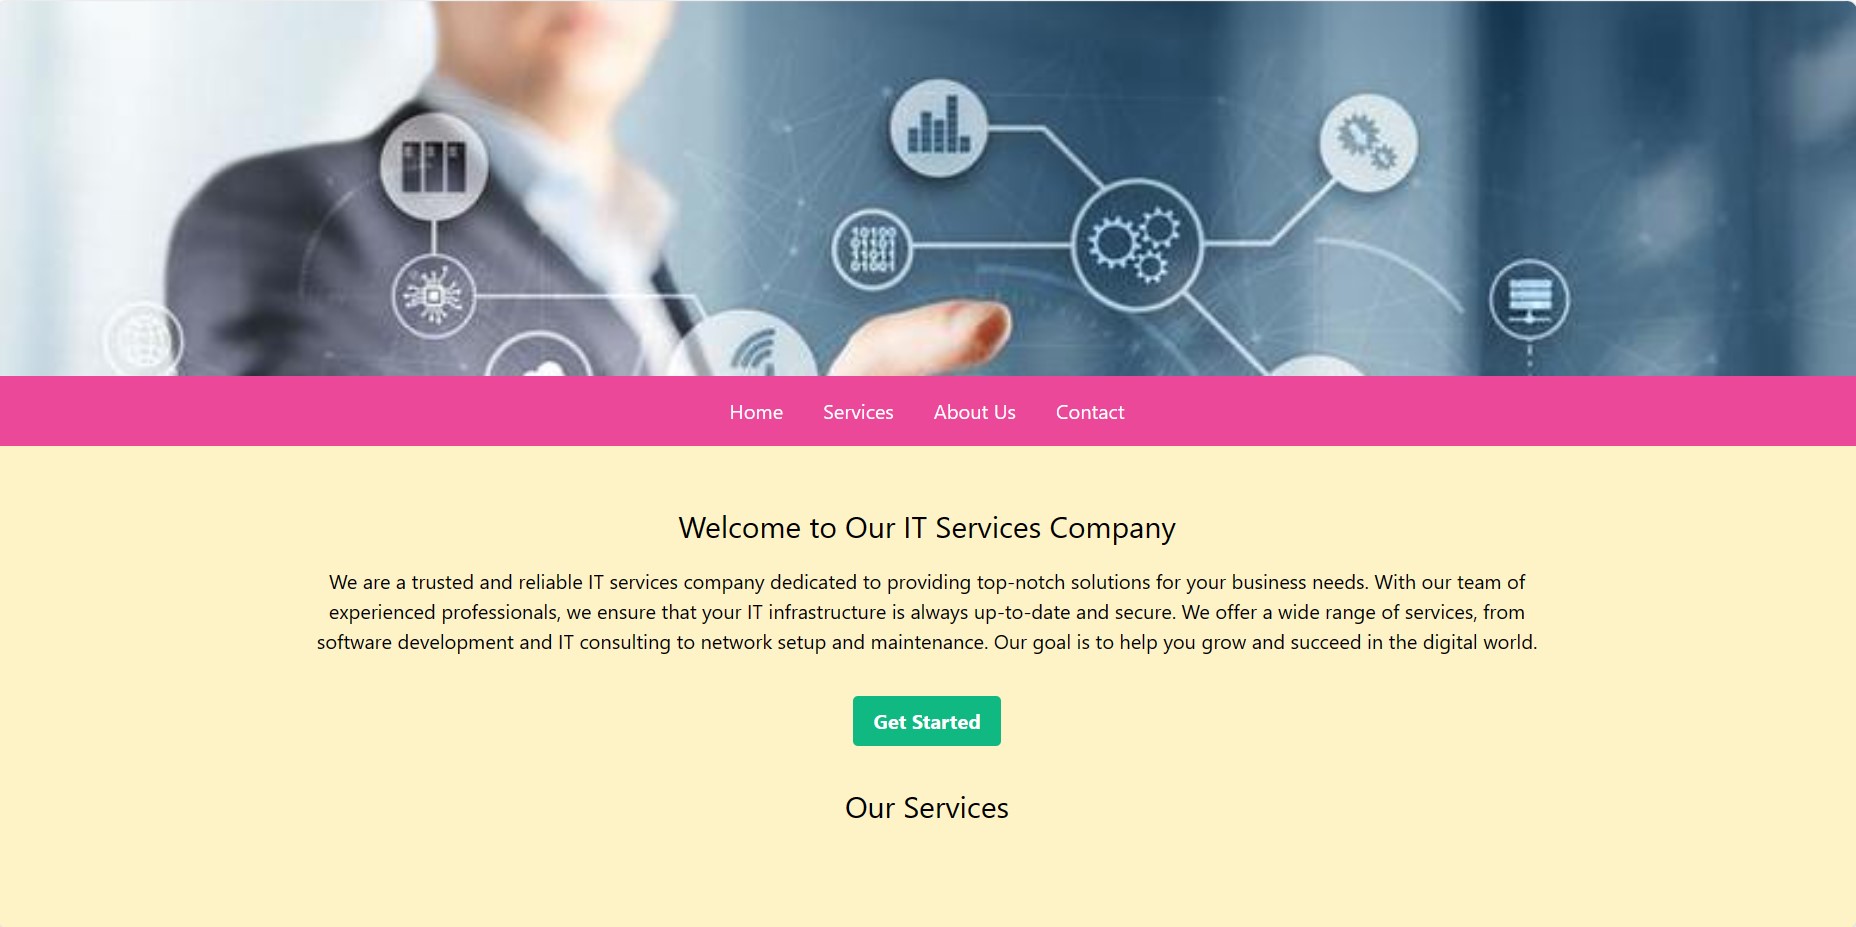 10100
01101
11011
01001
Home Services About Us Contact
Welcome to Our IT Services Company
We are a trusted and reliable IT services company dedicated to providing top-notch solutions for your business needs. With our team of
experienced professionals, we ensure that your IT infrastructure is always up-to-date and secure. We offer a wide range of services, from
software development and IT consulting to network setup and maintenance. Our goal is to help you grow and succeed in the digital world.
Get Started
Our Services